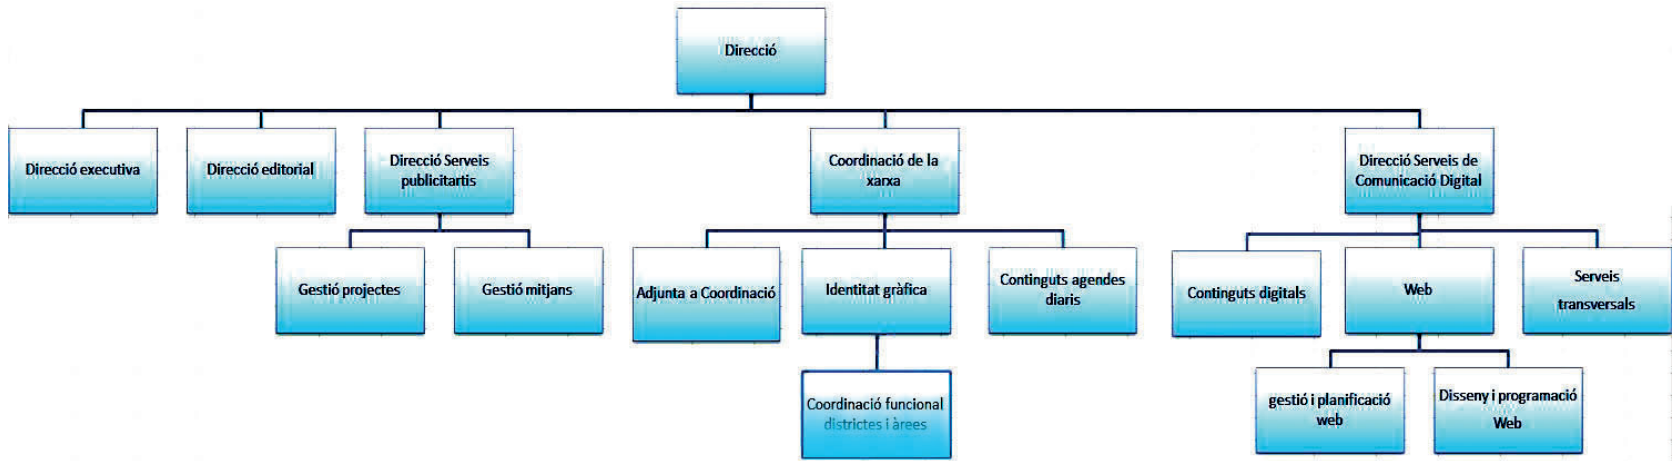 Direcció
Direcció executiva
Direcció editorial
Direcció Serveis
publicitartis
Coordinació de la
xarxa
Direcció Serveis de
Comunicació Digital
Gestió projectes
Gestió mitjans
Adjunta a Coordinació
Identitat gràfica
Continguts agendes
diaris
Continguts digitals
Web
Serveis
transversals
Coordinació funcional
districtes i àrees
gestió i planificació
web
Disseny i programació
Web